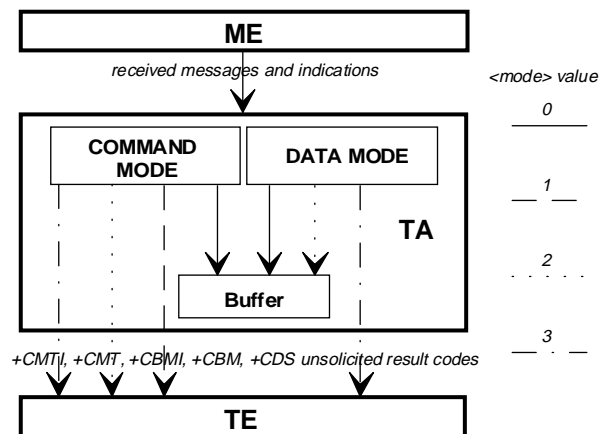 ME
received messages and indications
<mode> value
0
COMMAND
MODE
DATA MODE
1
TA
2
Buffer
3
+CMTI, +CMT, +CBMI, +CBM, +CDS unsolicited result codes
TE